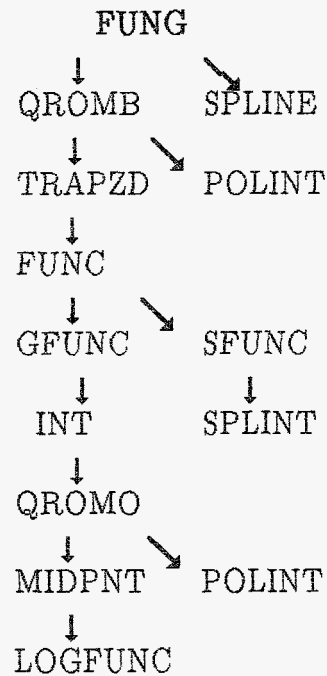 FUNG
QROMB SPLINE
TRAPZD POLINT
FUNC
GFUNC SFUNC
INT SPLINT
QROMO
MIDPNT POLINT
LOGFUNC